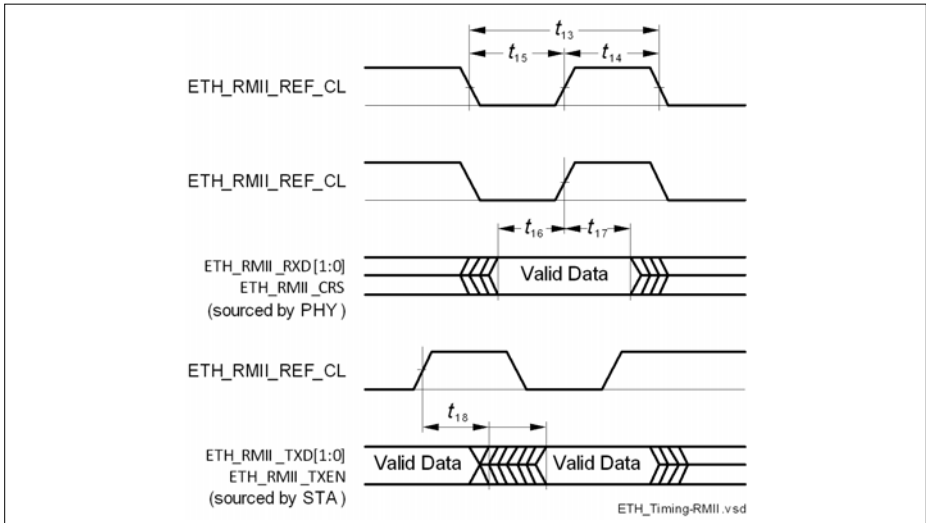 t13
t15 t14
ETH_RMII_REF_CL
ETH_RMII_REF_CL
t16 t17
ETH_RMII_RXD[1:0]
Valid Data
ETH_RMII_CRS
(sourced by PHY )
ETH_RMII_REF_CL
t18
ETH_RMII_TXD[1:0]
Valid Data Valid Data
ETH_RMII_TXEN
(sourced by STA)
ETH_Timing-RMII.vsd